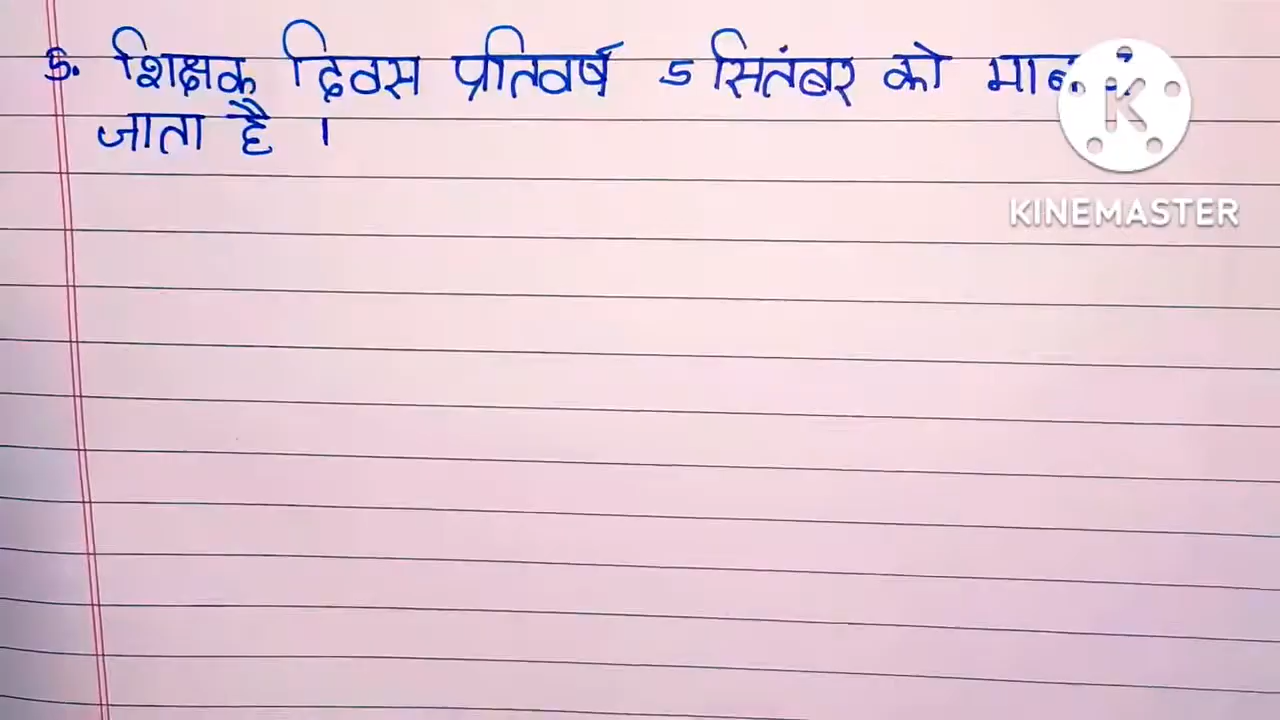 5. शिक्षक दिवस प्रतिवर्ष 5 सितंबर को
जाता है ।
KINEMASTER